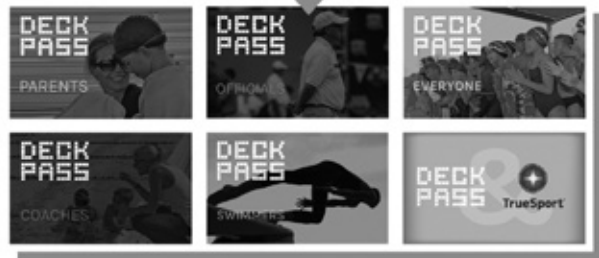 DECK
PASS
PARENTS
DECK
PASS
OFFICIALS
DECK
PASS
EVERYONE
DECK
PASS
COACHES
DECK
PASS
SWIMMERS
DECK
PASS
&
TrueSport